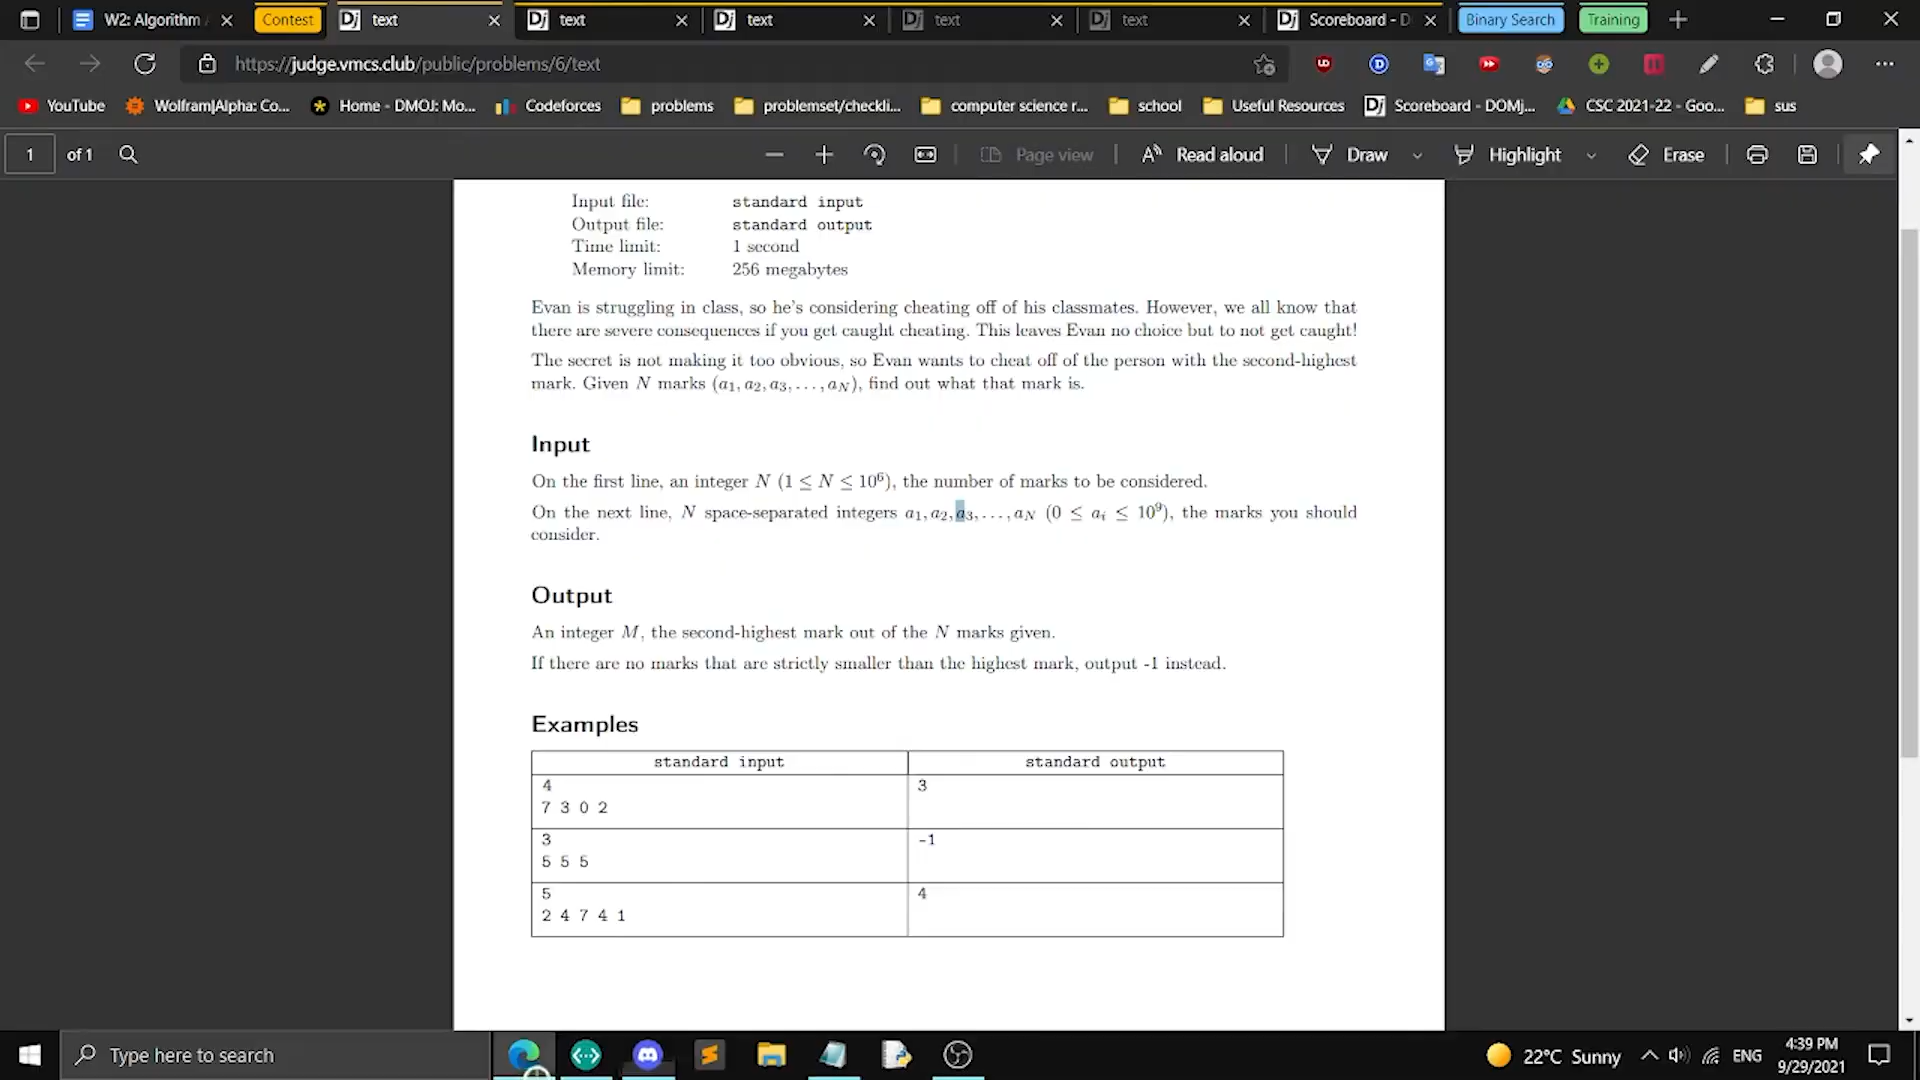 W2: Algorithm
Contest
text
text
text
text
text
Scoreboard - D
Binary Search
Training
https://judge.vmcs.club/public/problems/6/text
YouTube
Wolfram|Alpha: Co...
Home - DMOJ: Mo...
Codeforces
problems
problemset/checkli...
computer science r...
school
Useful Resources
Scoreboard - DOMj...
CSC 2021-22 - Goo...
sus
1 of 1
Page view
Read aloud
Draw
Highlight
Erase
Input file: standard input
Output file: standard output
Time limit: 1 second
Memory limit: 256 megabytes
Evan is struggling in class, so he's considering cheating off of his classmates. However, we all know that
there are severe consequences if you get caught cheating. This leaves Evan no choice but to not get caught!
The secret is not making it too obvious, so Evan wants to cheat off of the person with the second-highest
mark. Given N marks (a₁, a₂, a₃, . . . , a_N), find out what that mark is.
Input
On the first line, an integer N (1 ≤ N ≤ 10⁶), the number of marks to be considered.
On the next line, N space-separated integers a₁, a₂, a₃, . . . , a_N (0 ≤ aᵢ ≤ 10⁹), the marks you should
consider.
Output
An integer M, the second-highest mark out of the N marks given.
If there are no marks that are strictly smaller than the highest mark, output -1 instead.
Examples
standard input standard output
4 3
7 3 0 2
3 -1
5 5 5
5 4
2 4 7 4 1
Type here to search
22°C Sunny
ENG
4:39 PM
9/29/2021